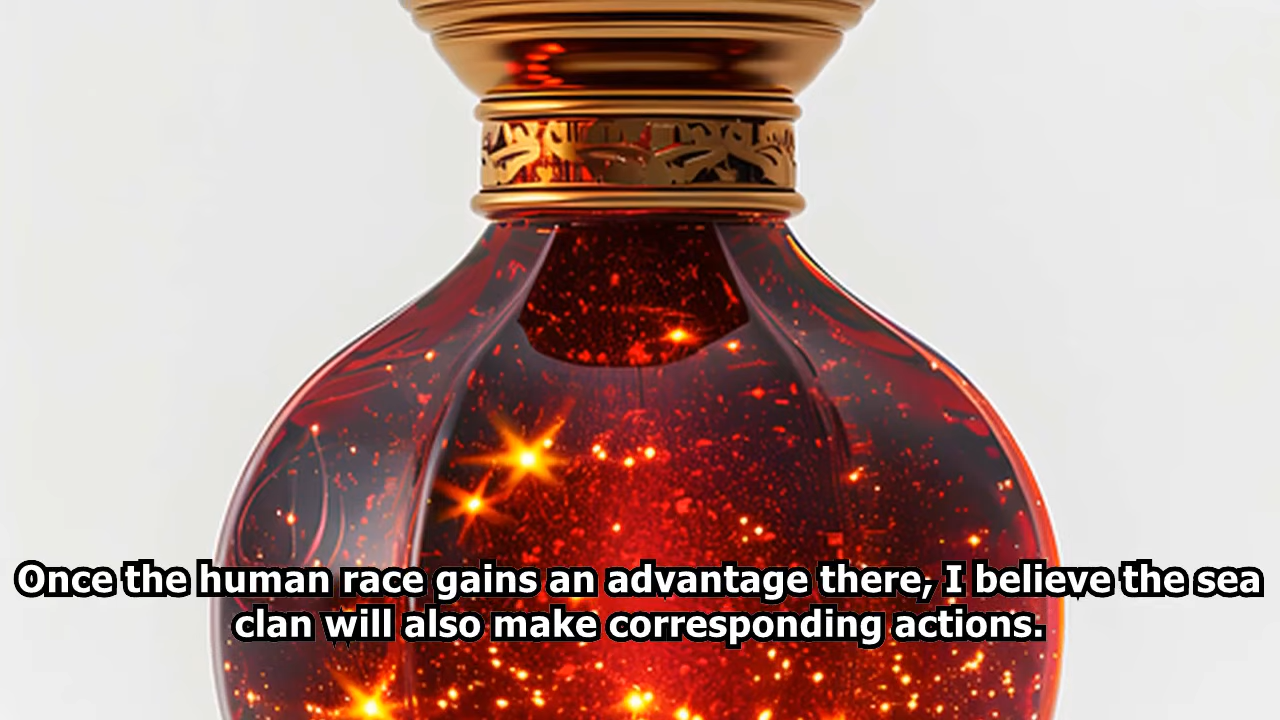 Once the human race gains an advantage there, I believe the sea
clan will also make corresponding actions.